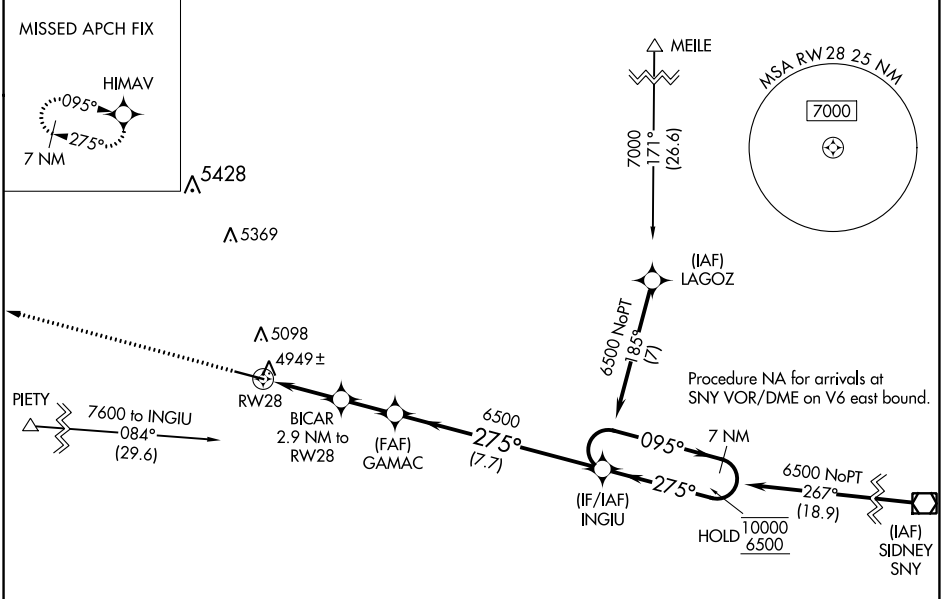 MISSED APCH FIX
HIMAV
095°
275°
7 NM
5428
5369
MEILE
7000
171°
(26.6)
MSA RW 28 25 NM
7000
(IAF)
LAGOZ
6500 NoPT
185°
(7)
5098
4949±
RW28
PIETY
7600 to INGIU
084°
(29.6)
BICAR
2.9 NM to
RW28
(FAF)
GAMAC
6500
275°
(7.7)
Procedure NA for arrivals at
SNY VOR/DME on V6 east bound.
095°
7 NM
275°
(IF/IAF)
INGIU
HOLD
10000
6500
6500 NoPT
267°
(18.9)
(IAF)
SIDNEY
SNY